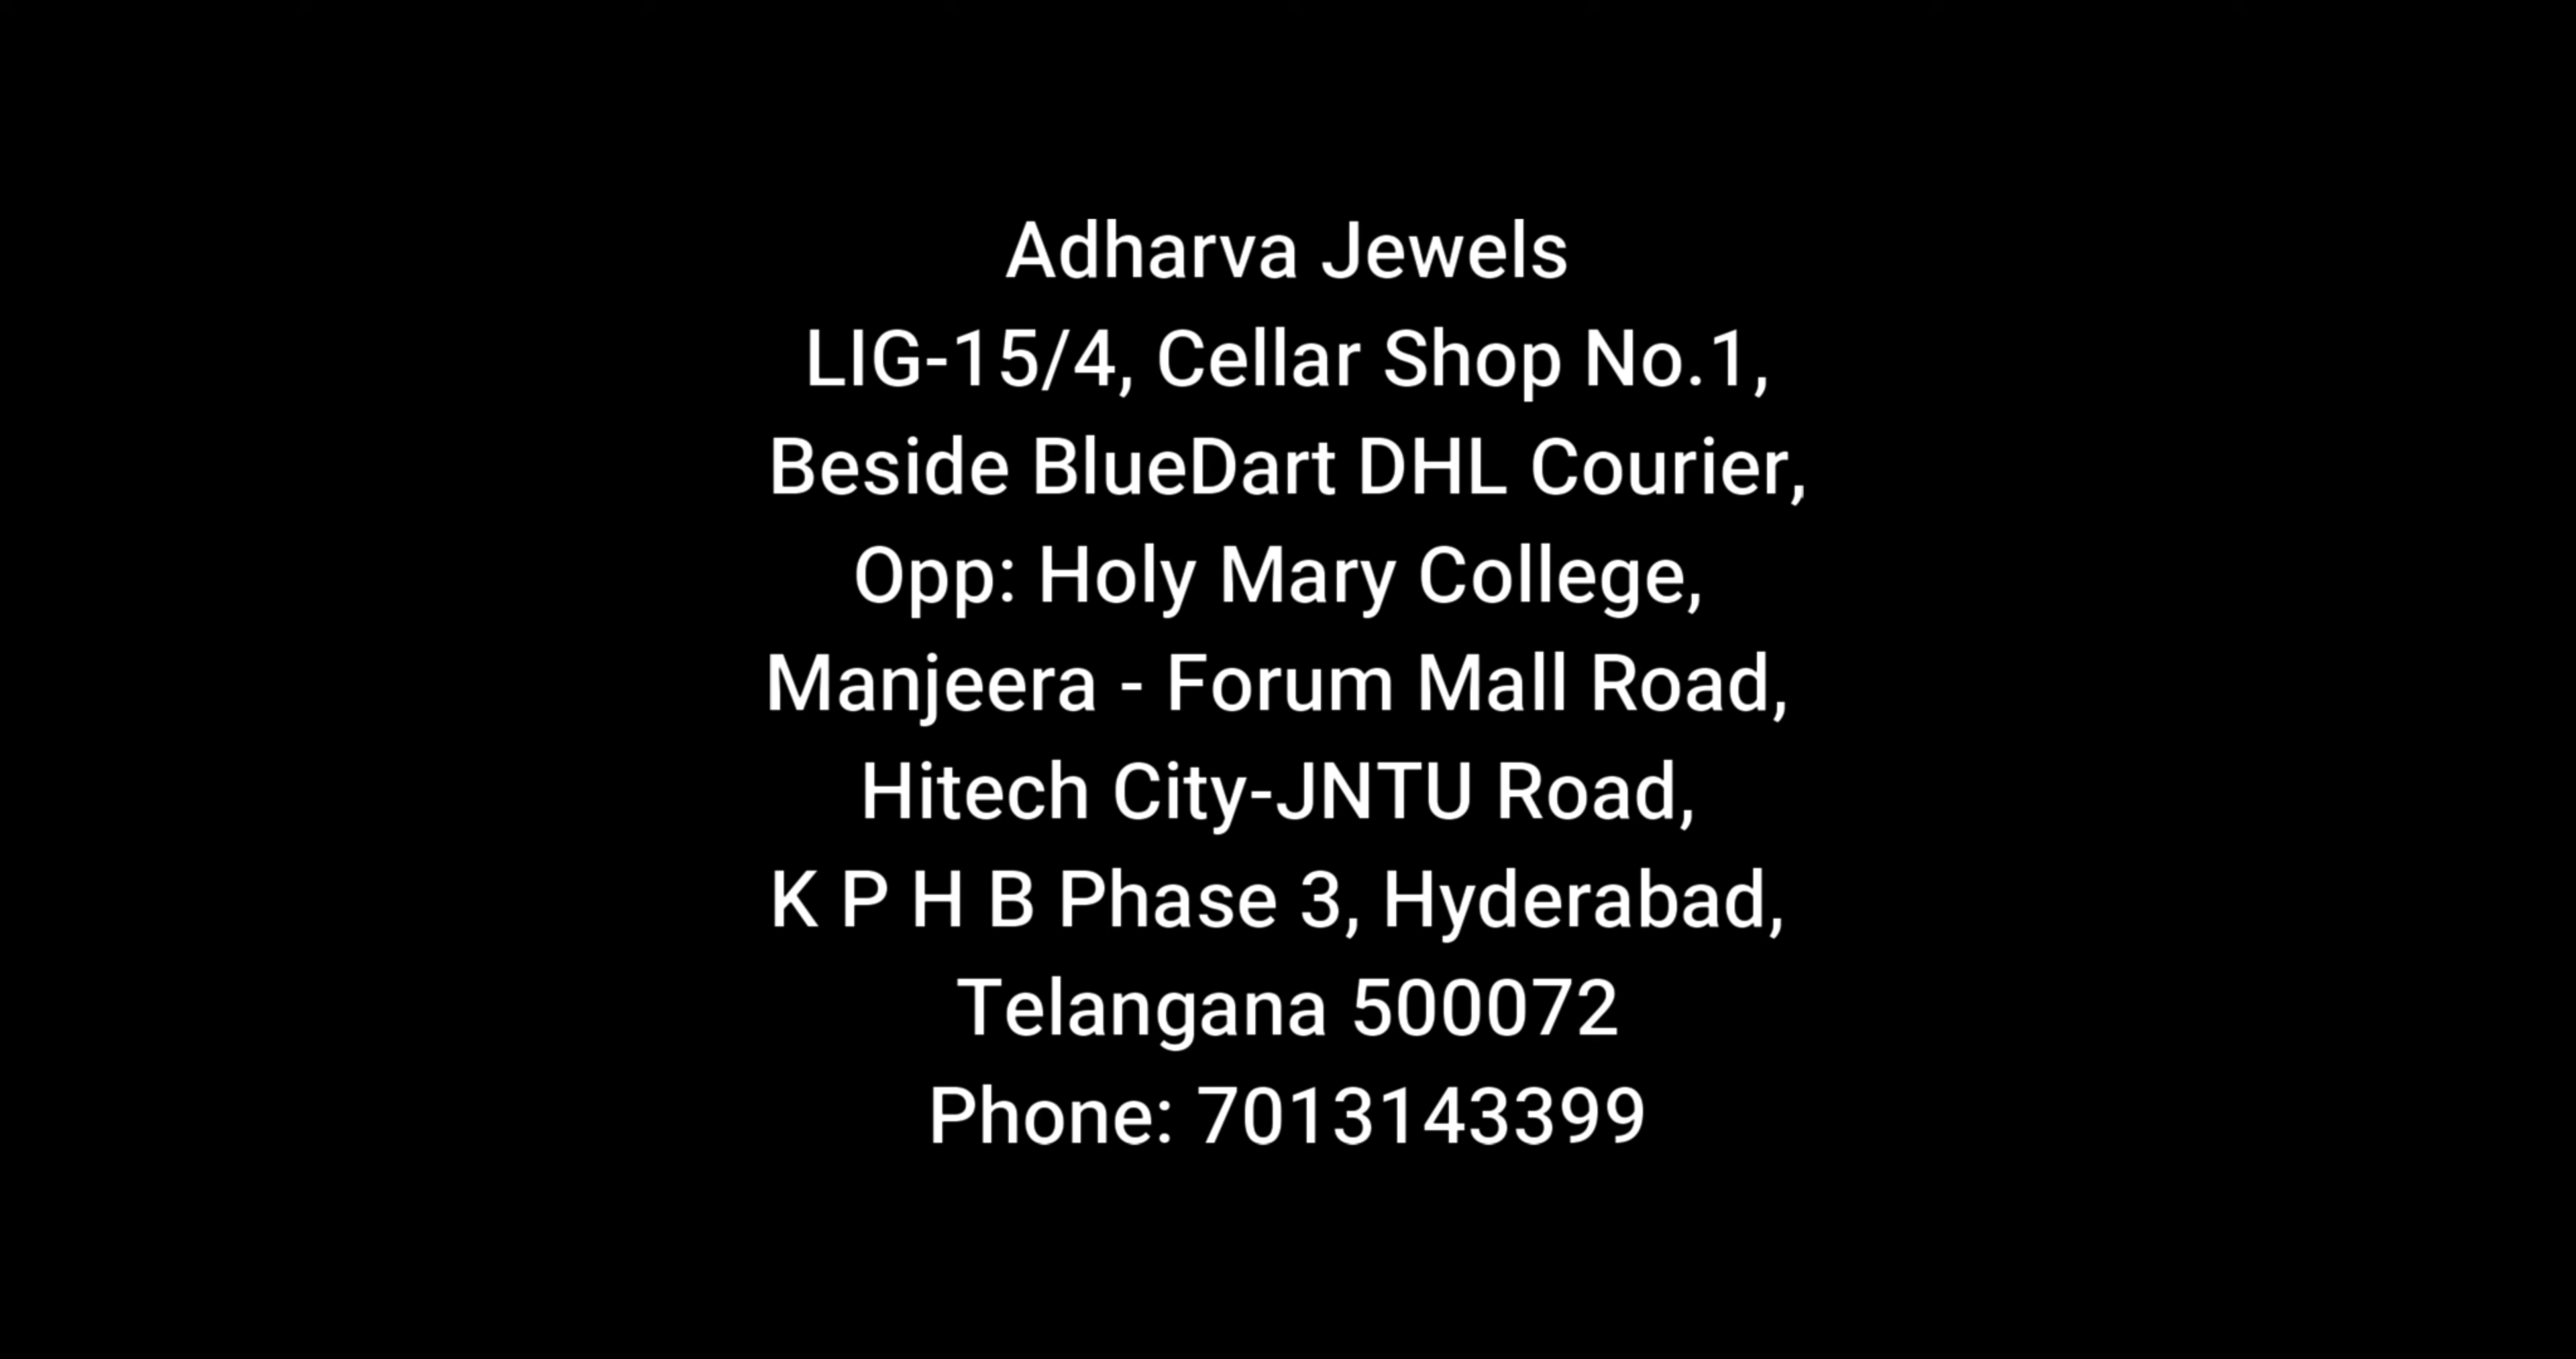 Adharva Jewels
LIG-15/4, Cellar Shop No.1,
Beside BlueDart DHL Courier,
Opp: Holy Mary College,
Manjeera - Forum Mall Road,
Hitech City-JNTU Road,
K P H B Phase 3, Hyderabad,
Telangana 500072
Phone: 7013143399